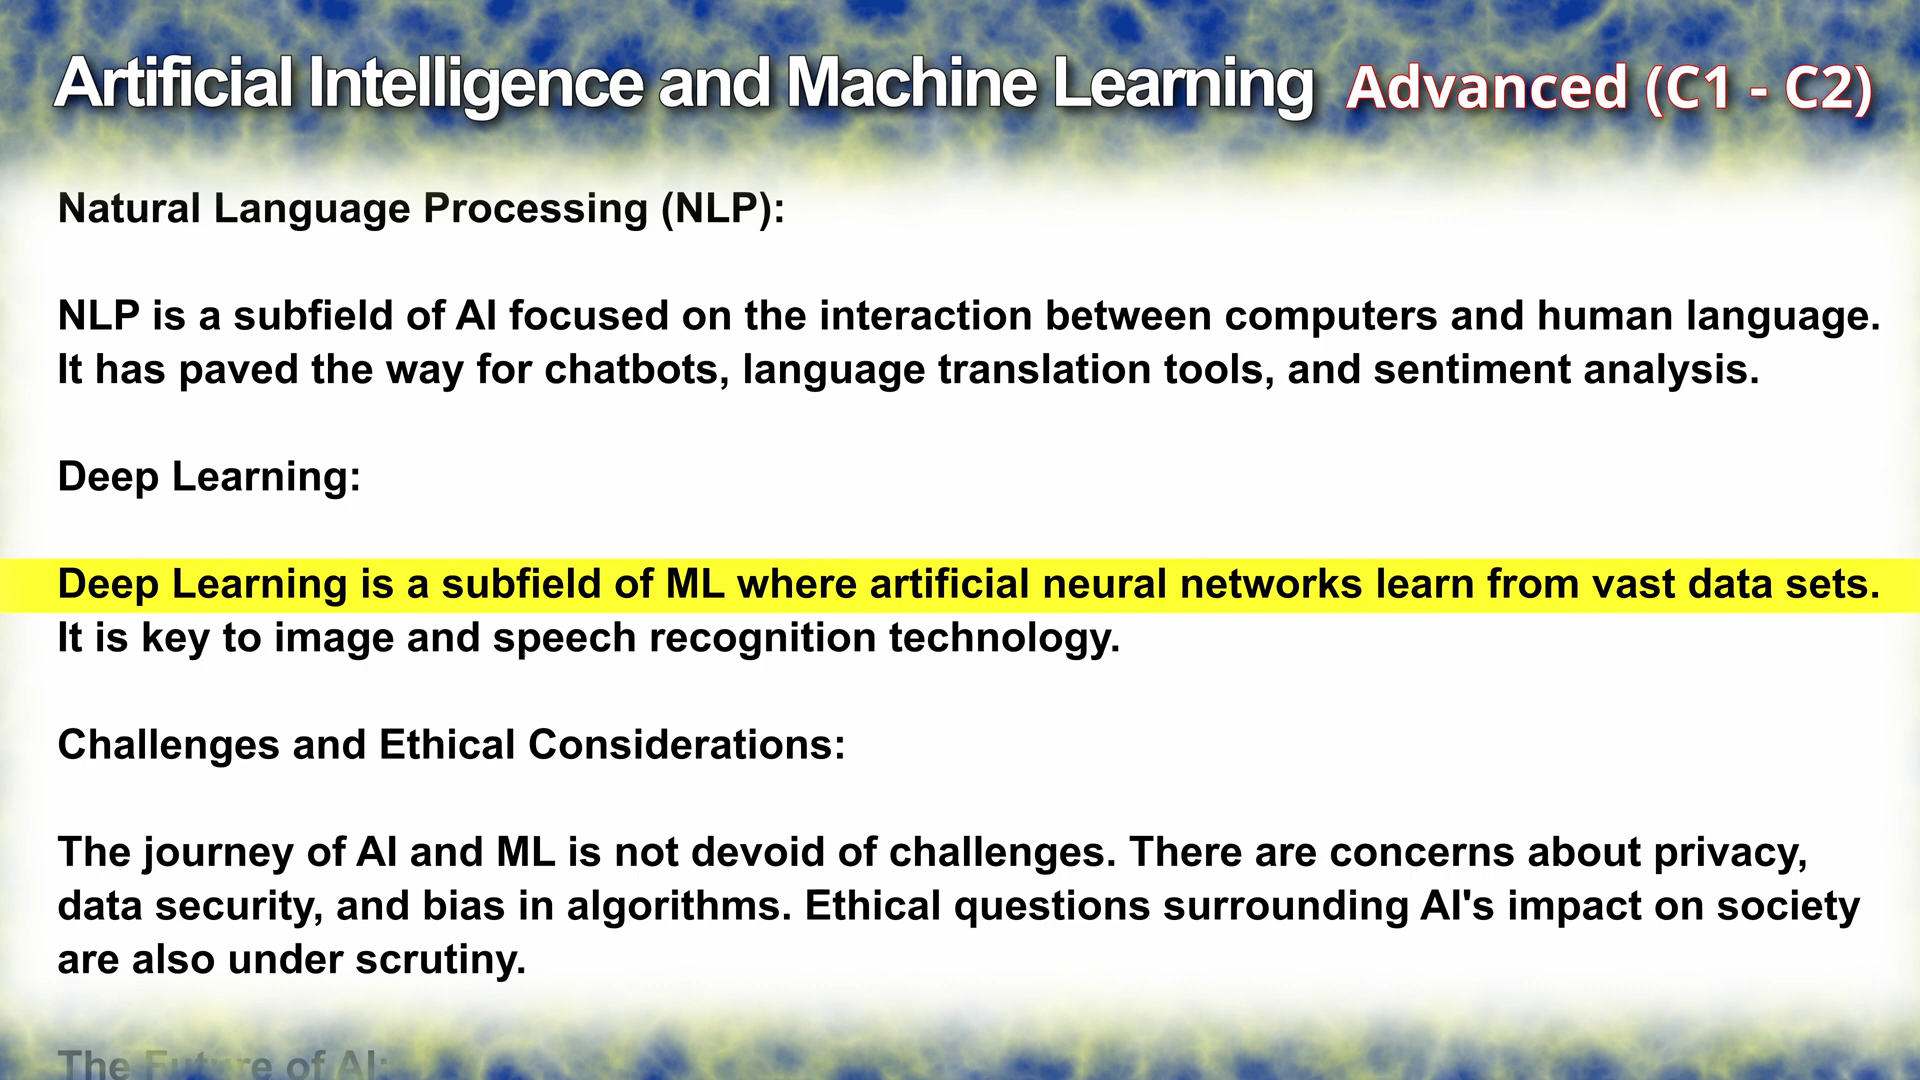 Artificial Intelligence and Machine Learning Advanced (C1 - C2)
Natural Language Processing (NLP):
NLP is a subfield of AI focused on the interaction between computers and human language.
It has paved the way for chatbots, language translation tools, and sentiment analysis.
Deep Learning:
Deep Learning is a subfield of ML where artificial neural networks learn from vast data sets.
It is key to image and speech recognition technology.
Challenges and Ethical Considerations:
The journey of AI and ML is not devoid of challenges. There are concerns about privacy,
data security, and bias in algorithms. Ethical questions surrounding AI's impact on society
are also under scrutiny.
The Future of AI: